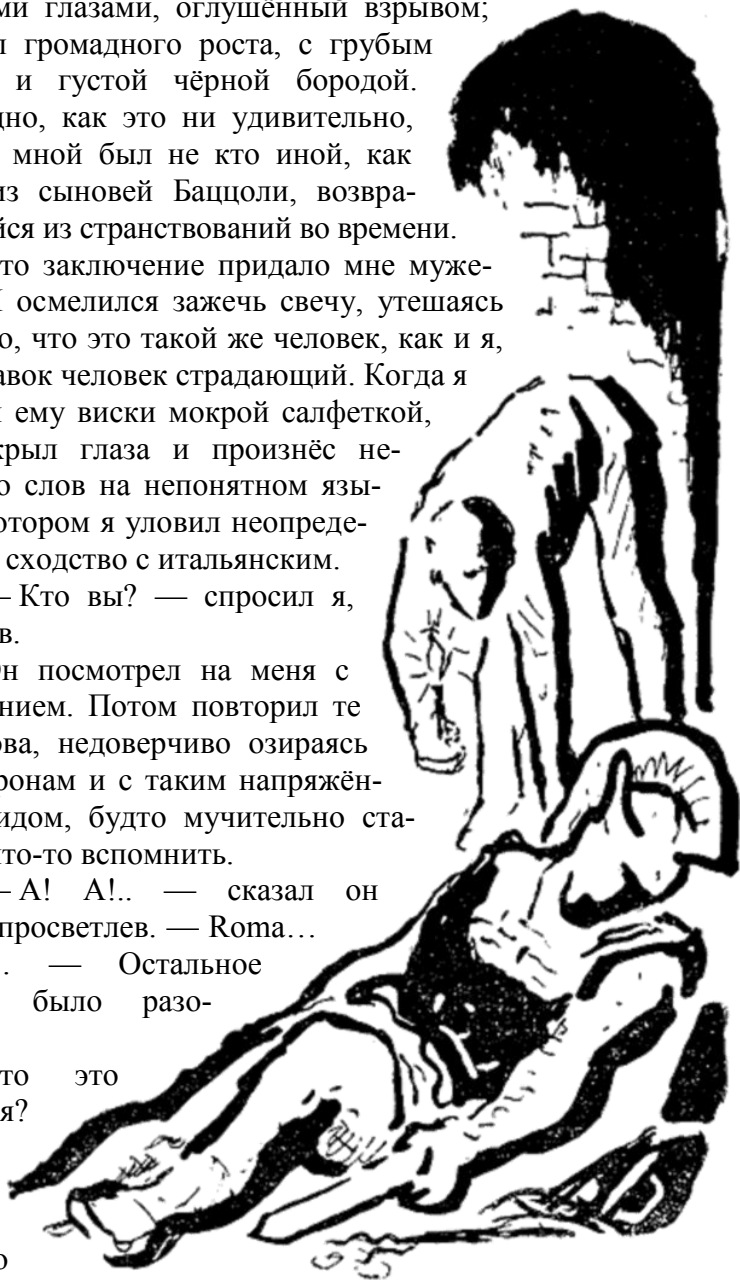 ми глазами, оглушённый взрывом;
л громадного роста, с грубым
и густой чёрной бородой.
дно, как это ни удивительно,
мной был не кто иной, как
из сыновей Баццоли, возвра-
йся из странствований во времени.
то заключение придало мне муже-
осмелился зажечь свечу, утешаясь
о, что это такой же человек, как и я,
авок человек страдающий. Когда я
ему виски мокрой салфеткой,
крыл глаза и произнёс не-
о слов на непонятном язы-
отором я уловил неопреде-
сходство с итальянским.
— Кто вы? — спросил я,
в.
н посмотрел на меня с
нием. Потом повторил те
ова, недоверчиво озираясь
ронам и с таким напряжён-
идом, будто мучительно ста-
что-то вспомнить.
— А! А!.. — сказал он
просветлев. — Roma…
. — Остальное
было разо-
то это
я?
о